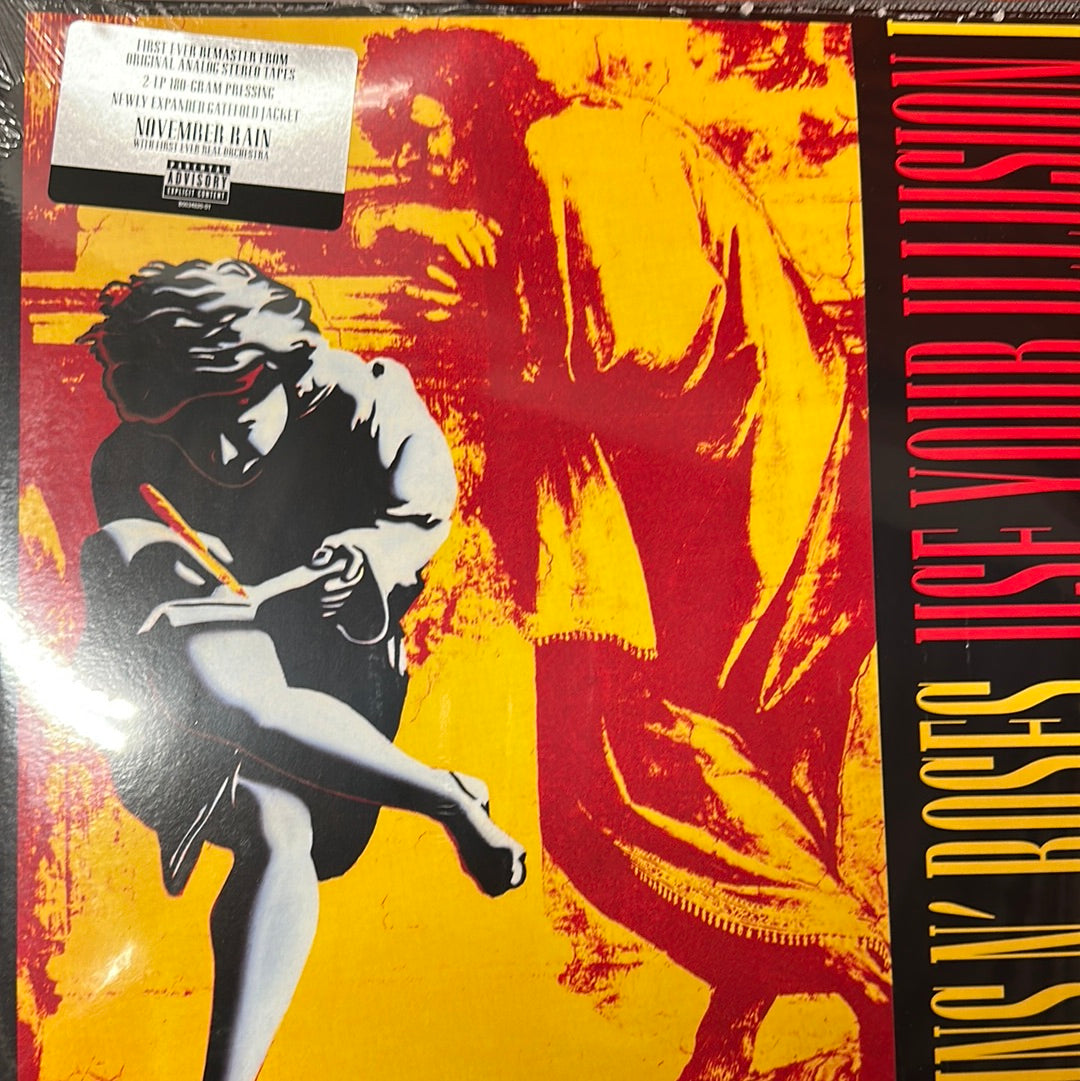 FIRST EVER REMASTER FROM
ORIGINAL ANALOG STEREO TAPES
2-LP 180-GRAM PRESSING
NEWLY EXPANDED GATEFOLD JACKET
NOVEMBER RAIN
WITH FIRST EVER REAL ORCHESTRA
PARENTAL
ADVISORY
EXPLICIT CONTENT
UNS N' ROSES USE YOUR ILLUSION I